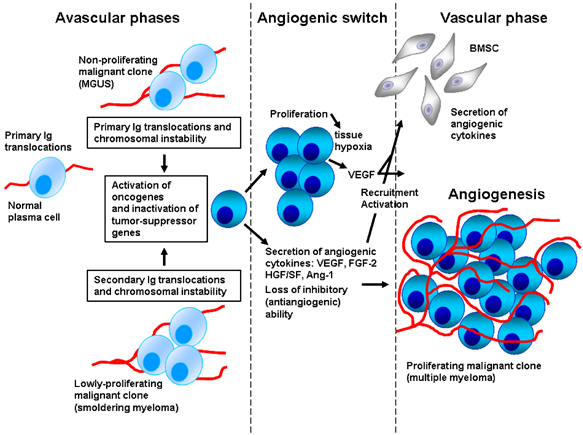 Avascular phases
Angiogenic switch
Vascular phase
Non-proliferating
malignant clone
(MGUS)
Primary Ig
translocations
Normal
plasma cell
Primary Ig translocations and
chromosomal instability
Activation of
oncogenes
and inactivation of
tumor-suppressor
genes
Secondary Ig translocations
and chromosomal instability
Lowly-proliferating
malignant clone
(smoldering myeloma)
Proliferation
tissue
hypoxia
VEGF
Recruitment
Activation
Secretion of angiogenic
cytokines: VEGF, FGF-2
HGF/SF, Ang-1
Loss of inhibitory
(antiangiogenic)
ability
BMSC
Secretion of
angiogenic
cytokines
Angiogenesis
Proliferating malignant clone
(multiple myeloma)